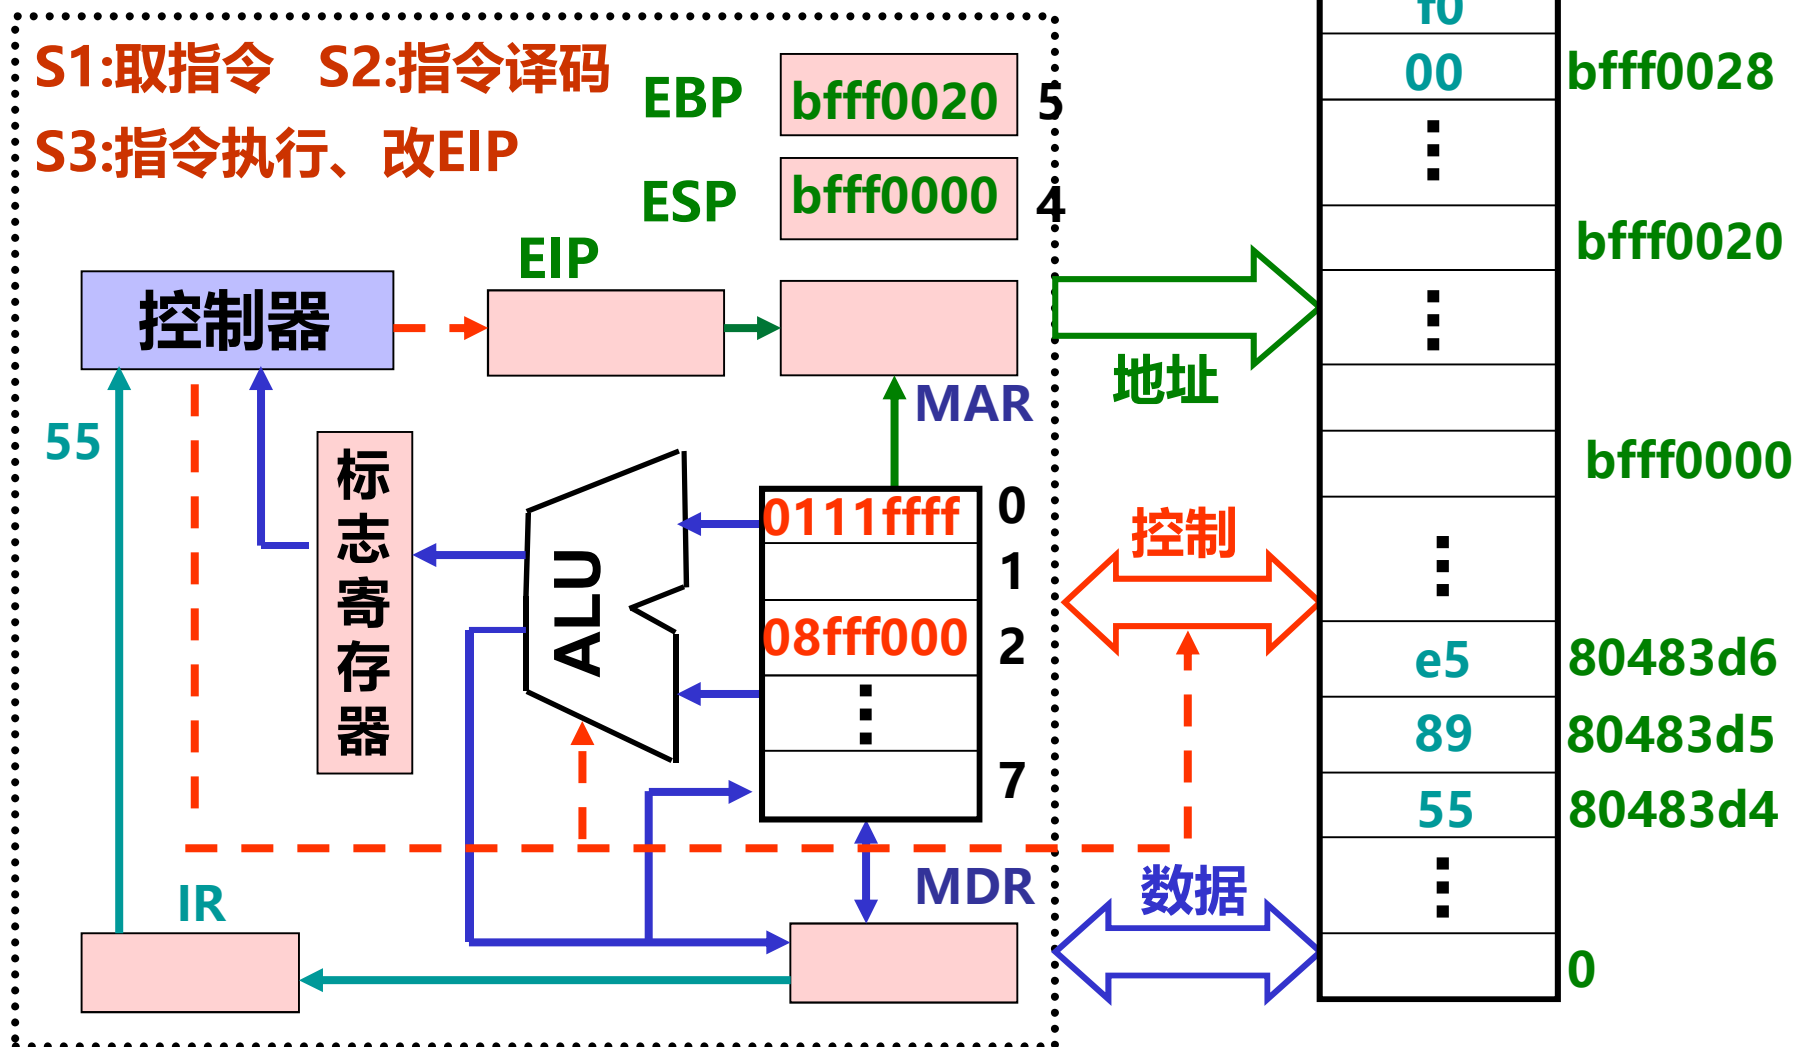 f0
S1:取指令 S2:指令译码
EBP
bfff0020
5
00
bfff0028
S3:指令执行、改EIP
ESP
bfff0000
4
EIP
bfff0020
控制器
地址
MAR
55
标志寄存器
ALU
0111ffff
0
1
08fff000
2
7
bfff0000
控制
e5
80483d6
89
80483d5
55
80483d4
IR
MDR
数据
0